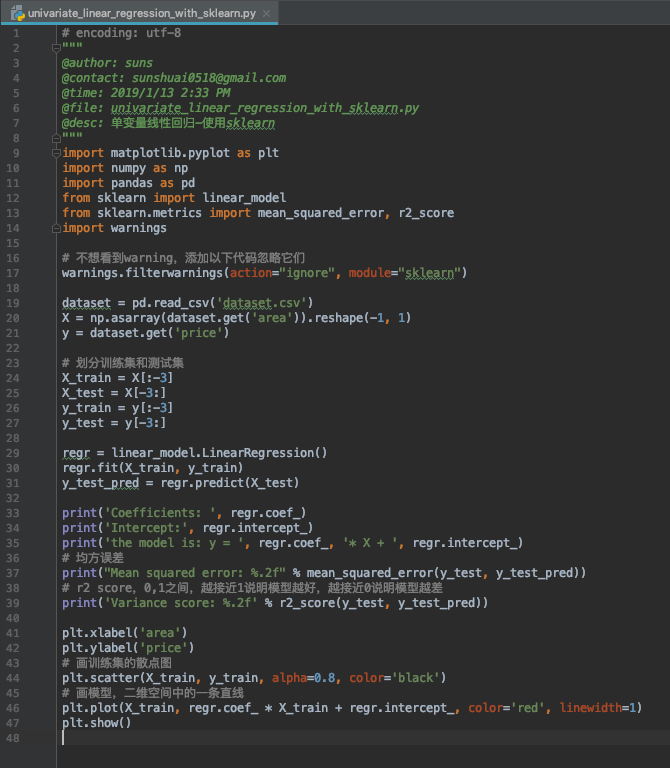 univariate_linear_regression_with_sklearn.py
1 # encoding: utf-8
2 """
3 @author: suns
4 @contact: sunshuai0518@gmail.com
5 @time: 2019/1/13 2:33 PM
6 @file: univariate_linear_regression_with_sklearn.py
7 @desc: 单变量线性回归-使用sklearn
8 """
9 import matplotlib.pyplot as plt
10 import numpy as np
11 import pandas as pd
12 from sklearn import linear_model
13 from sklearn.metrics import mean_squared_error, r2_score
14 import warnings
15
16 # 不想看到warning，添加以下代码忽略它们
17 warnings.filterwarnings(action="ignore", module="sklearn")
18
19 dataset = pd.read_csv('dataset.csv')
20 X = np.asarray(dataset.get('area')).reshape(-1, 1)
21 y = dataset.get('price')
22
23 # 划分训练集和测试集
24 X_train = X[:-3]
25 X_test = X[-3:]
26 y_train = y[:-3]
27 y_test = y[-3:]
28
29 regr = linear_model.LinearRegression()
30 regr.fit(X_train, y_train)
31 y_test_pred = regr.predict(X_test)
32
33 print('Coefficients: ', regr.coef_)
34 print('Intercept:', regr.intercept_)
35 print('the model is: y = ', regr.coef_, '* X + ', regr.intercept_)
36 # 均方误差
37 print("Mean squared error: %.2f" % mean_squared_error(y_test, y_test_pred))
38 # r2 score，0,1之间，越接近1说明模型越好，越接近0说明模型越差
39 print('Variance score: %.2f' % r2_score(y_test, y_test_pred))
40
41 plt.xlabel('area')
42 plt.ylabel('price')
43 # 画训练集的散点图
44 plt.scatter(X_train, y_train, alpha=0.8, color='black')
45 # 画模型，二维空间中的一条直线
46 plt.plot(X_train, regr.coef_ * X_train + regr.intercept_, color='red', linewidth=1)
47 plt.show()
48